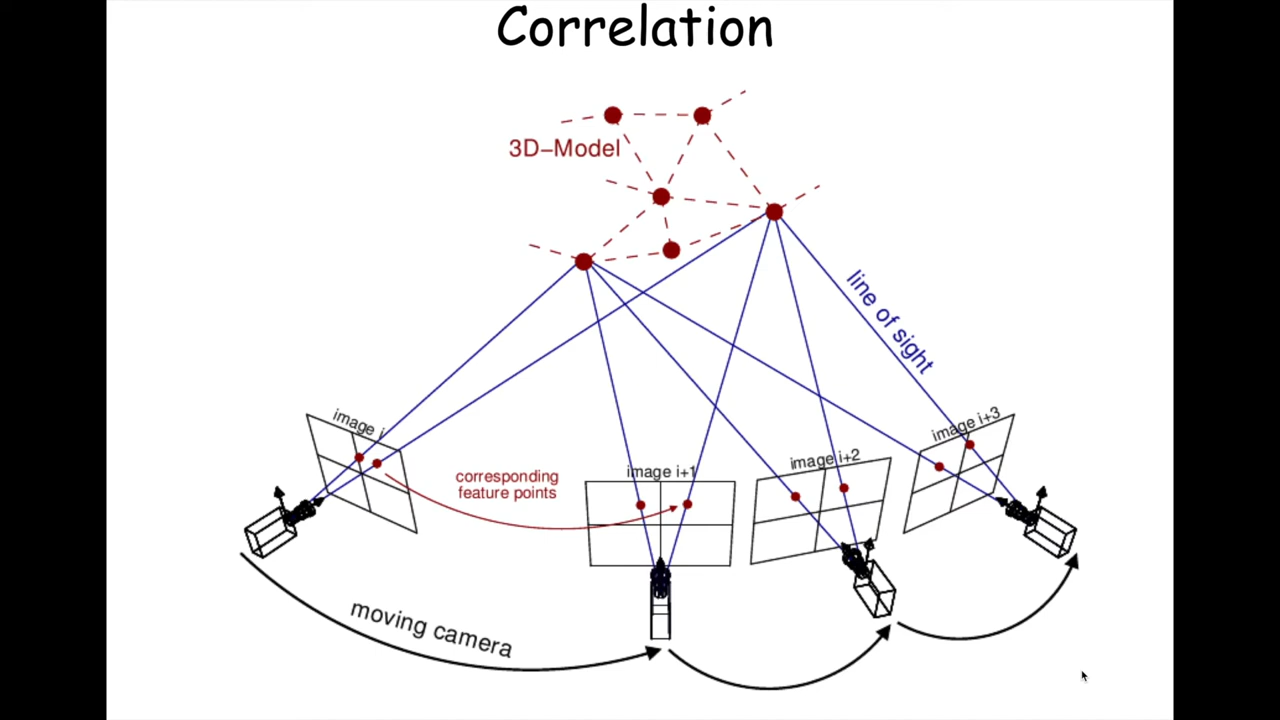 Correlation
3D–Model
line of sight
image i
image i+1
image i+2
image i+3
corresponding
feature points
moving camera